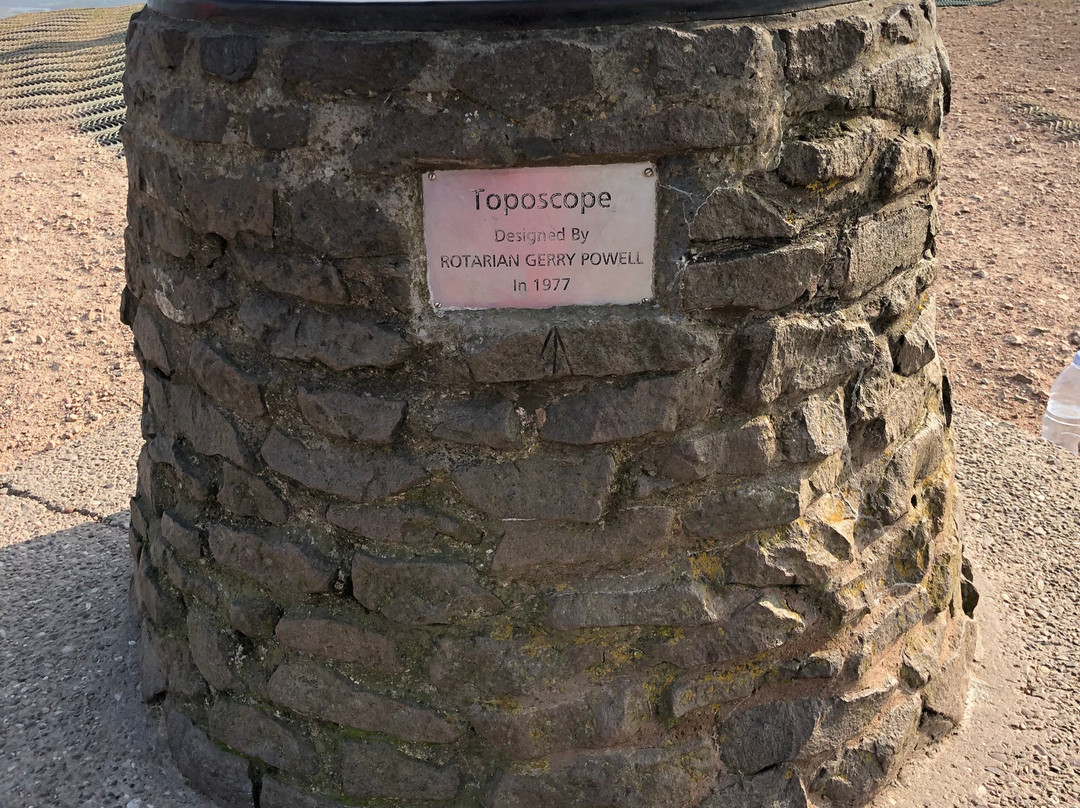 Toposcope
Designed By
ROTARIAN GERRY POWELL
In 1977